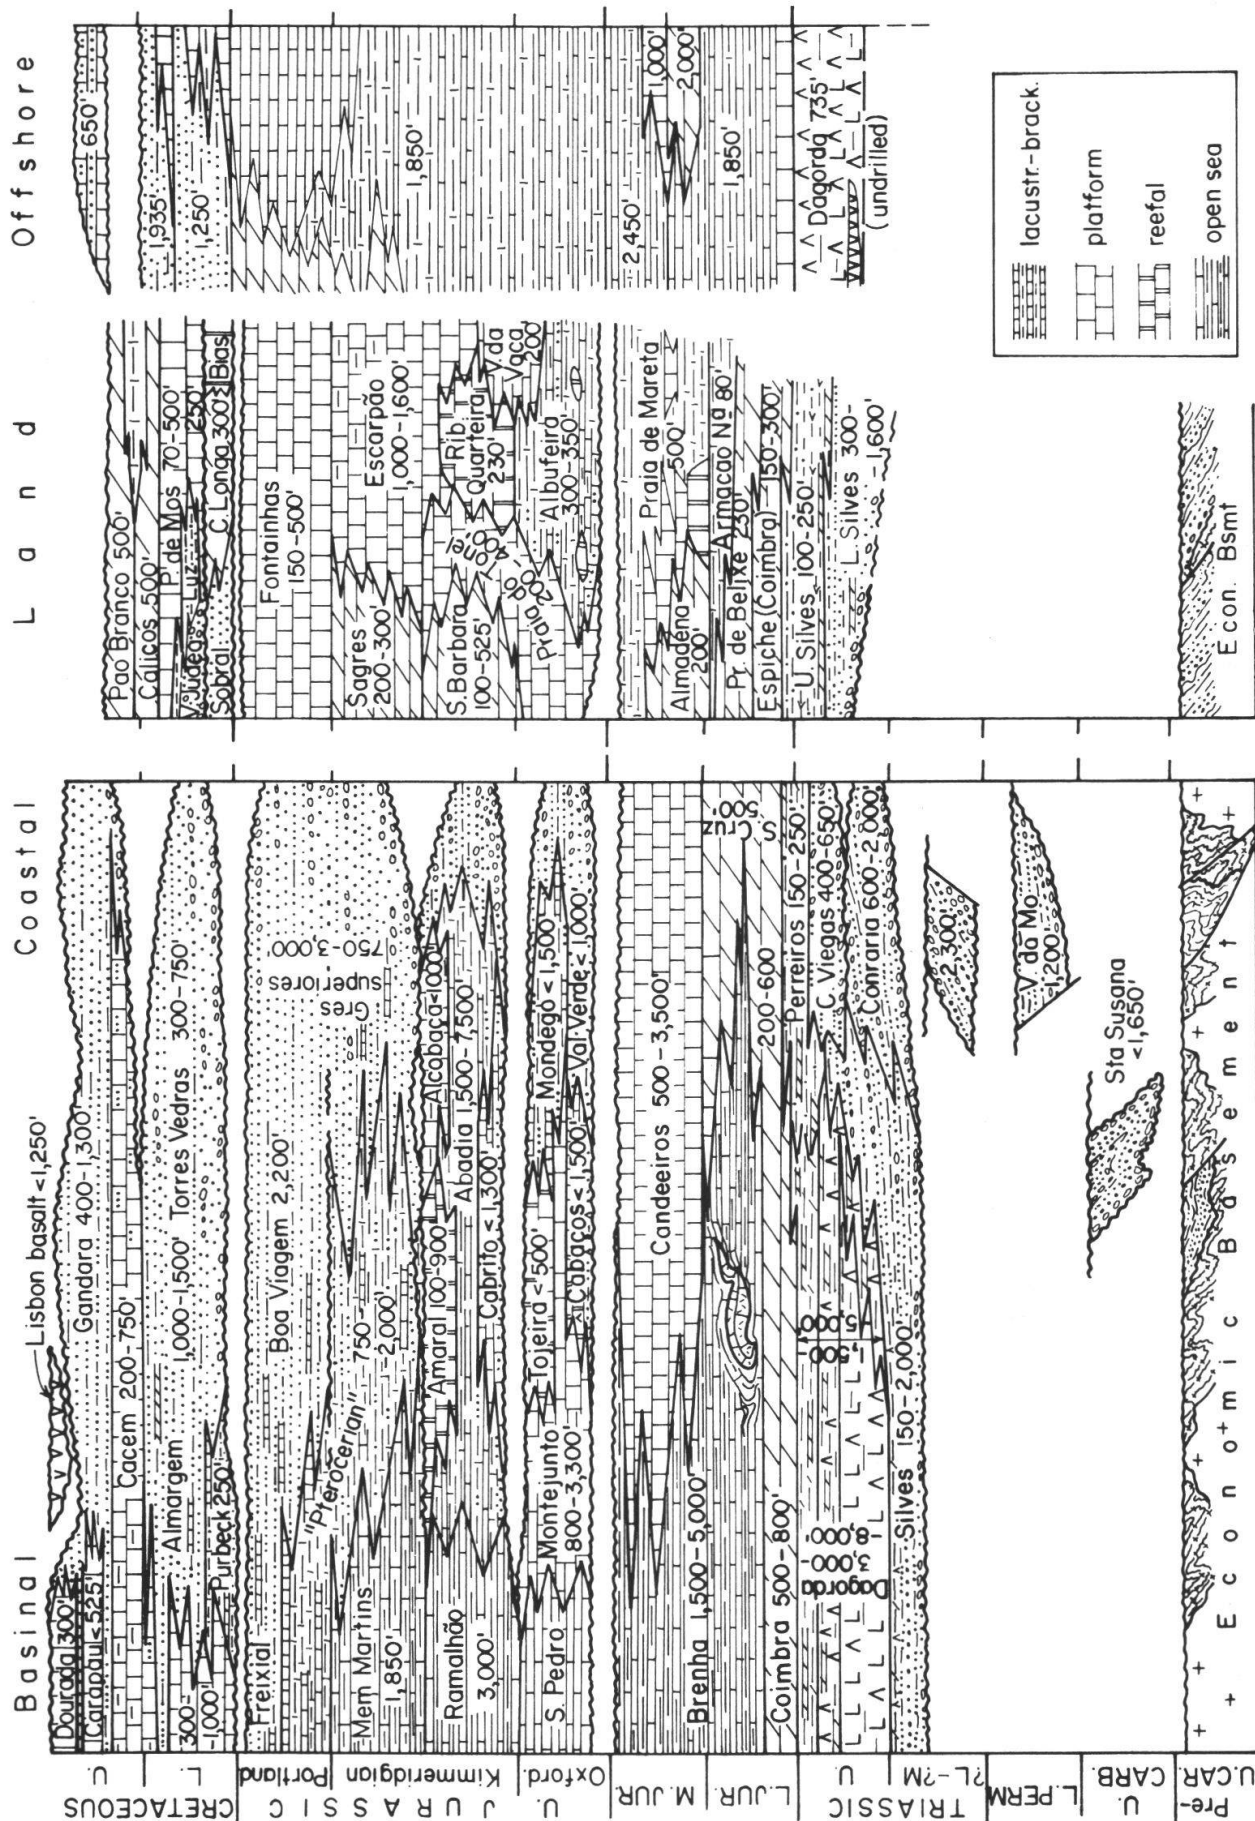 Basinal
Coastal
Land
Offshore
CRETACEOUS
U.
L.
JURASSIC
Portland.
Kimmeridgian
Oxford.
U.
M. JUR.
L. JUR.
TRIASSIC
U.
?L-?M
L. PERM
U. CARB
Pre-U.CAR.
Lisbon basalt <1,250'
Dourada 300'
Carapau <525'
Gandara 400-1,300'
Cacem 200-750'
300-1,000'
Almargem
1,000-1,500'
Torres Vedras 300-750'
Purbeck 250'
Freixial
Boa Viagem 2,200'
"Pterocerian"
750-2,000'
Gres superiores
750-3,000'
Mem Martins
1,850'
Ramalhão
3,000'
Amaral 100-900'
Alcobaca <1000'
Abadia 1,500-7,500'
Cabrito <1,300'
S. Pedro
Montejunto
800-3,300'
Tojeira <500'
Mondego <1,500'
Cabaços <1,500'
Val Verde <1,000'
Candeeiros 500-3,500'
Brenha 1,500-5,000'
S. Cruz
500'
Coimbra 500-800'
200-600
Dagorda
3,000-8,000'
1,500-5,000'
Perreiros 150-250'
C. Viegas 400-650'
Conraria 600-2,000'
Silves 150-2,000'
2,300'
V. da Mo.
1,200'
Sta Susana
<1,650'
Economic Basement
Pao Branco 500'
Caliços 500'
P. de Mos 70-500'
V. Judeq.
Luz
250'
Sobral
C. Longa 300'
Bias
Fontainhas
150-500'
Sagres
200-300'
Escarpão
1,000-1,600'
S. Barbara
100-525'
Rib.
Quarteira
230'
V. da
Vaca
200'
Praia do Tonel
200-400'
Albufeira
300-350'
Praia de Mareta
500'
Almadena
200'
Armacao Nª 80'
Pr. de Belixe 230'
Espiche (Coimbra) 150-300'
U. Silves 100-250'
L. Silves 300-1,600'
Econ. Bsmt
650'
1,935'
1,250'
1,850'
2,450'
1,000'
2,000'
1,850'
Dagorda 735'
(undrilled)
lacustr.-brack.
platform
reefal
open sea